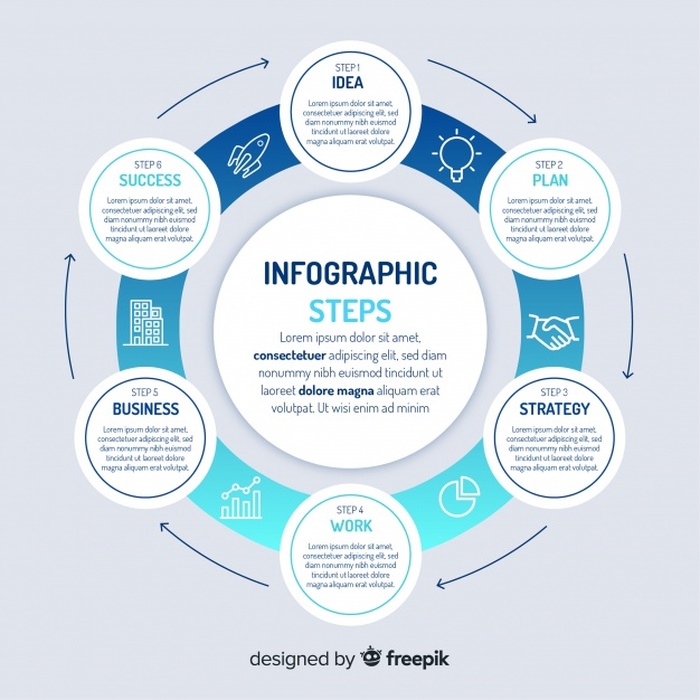 STEP 1
IDEA
Lorem ipsum dolor sit amet,
consectetuer adipiscing elit, sed
diam nonummy nibh euismod
tincidunt ut laoreet dolore
magna aliquam erat volutpat.
STEP 2
PLAN
Lorem ipsum dolor sit amet,
consectetuer adipiscing elit, sed
diam nonummy nibh euismod
tincidunt ut laoreet dolore
magna aliquam erat volutpat.
STEP 3
STRATEGY
Lorem ipsum dolor sit amet,
consectetuer adipiscing elit, sed
diam nonummy nibh euismod
tincidunt ut laoreet dolore
magna aliquam erat volutpat.
STEP 4
WORK
Lorem ipsum dolor sit amet,
consectetuer adipiscing elit, sed
diam nonummy nibh euismod
tincidunt ut laoreet dolore
magna aliquam erat volutpat.
STEP 5
BUSINESS
Lorem ipsum dolor sit amet,
consectetuer adipiscing elit, sed
diam nonummy nibh euismod
tincidunt ut laoreet dolore
magna aliquam erat volutpat.
STEP 6
SUCCESS
Lorem ipsum dolor sit amet,
consectetuer adipiscing elit, sed
diam nonummy nibh euismod
tincidunt ut laoreet dolore
magna aliquam erat volutpat.
INFOGRAPHIC
STEPS
Lorem ipsum dolor sit amet,
consectetuer adipiscing elit, sed diam
nonummy nibh euismod tincidunt ut
laoreet dolore magna aliquam erat
volutpat. Ut wisi enim ad minim
designed by freepik